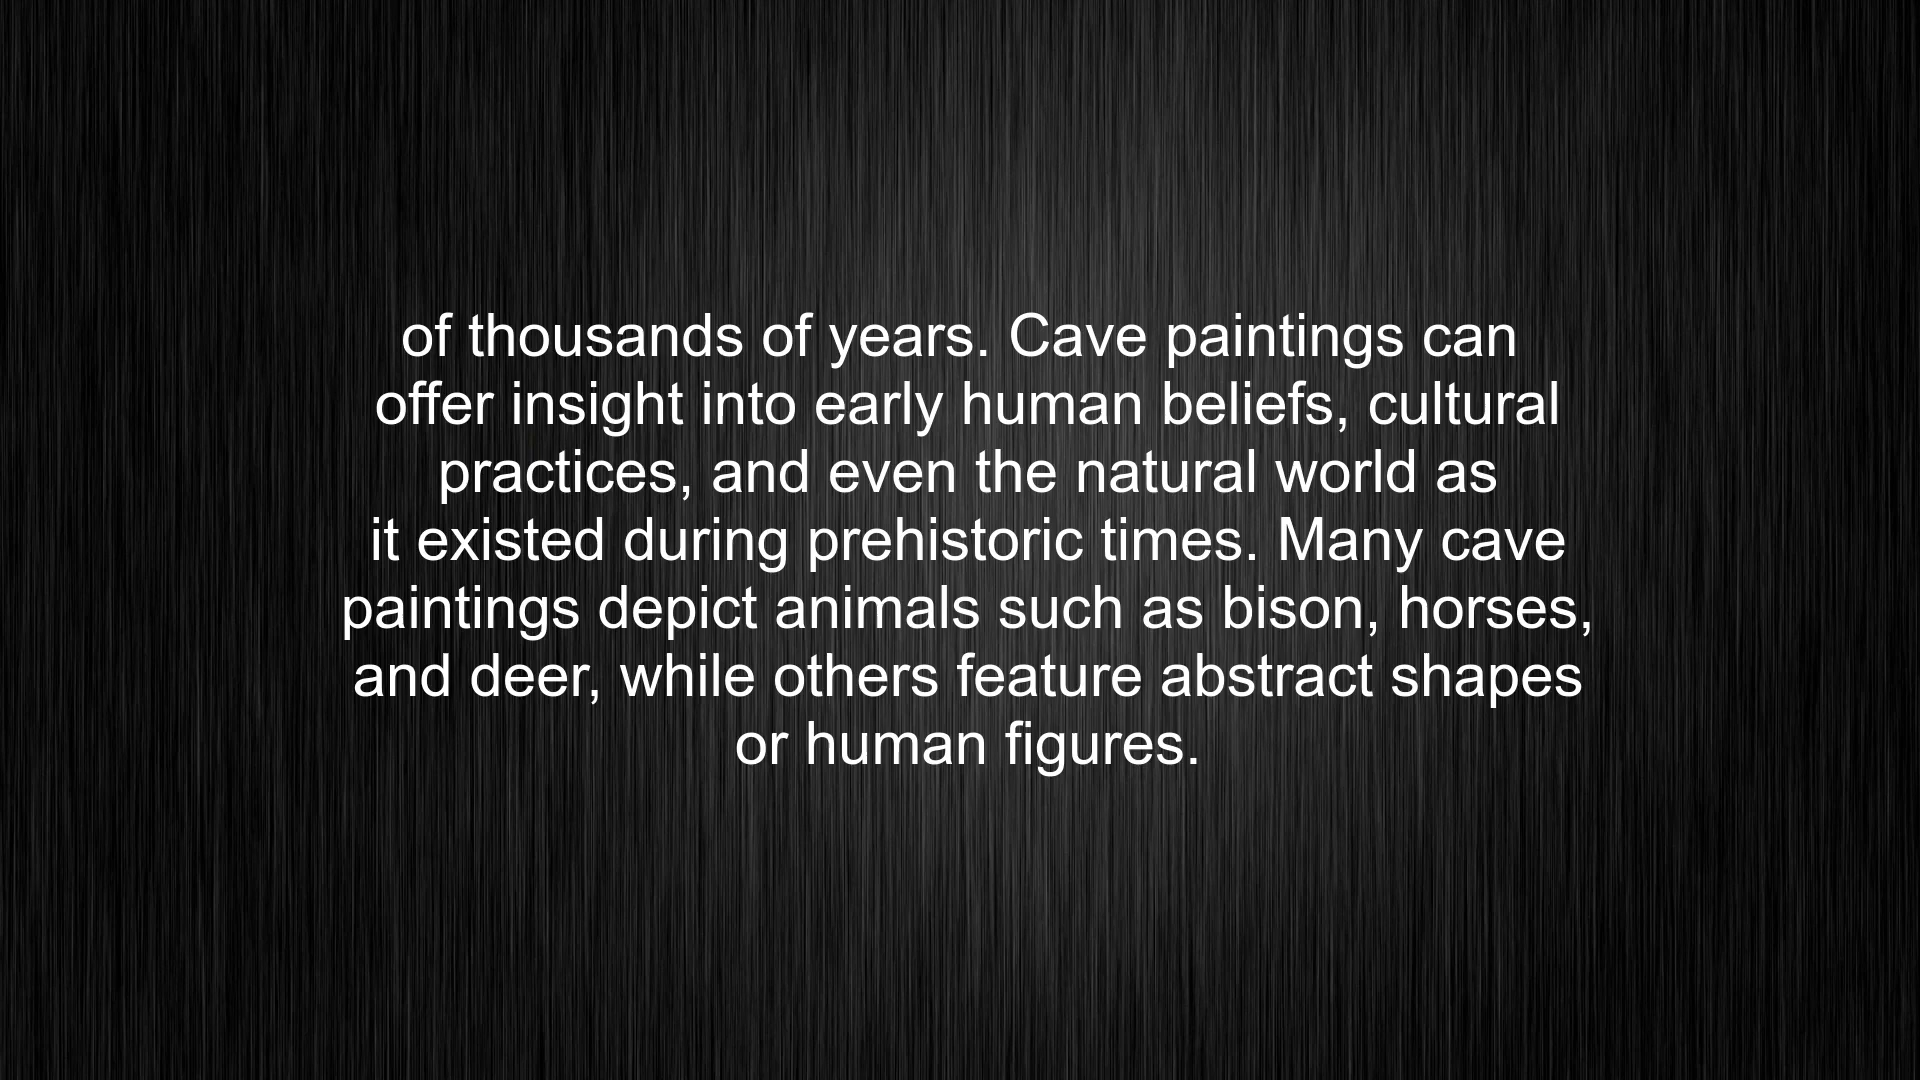 of thousands of years. Cave paintings can
offer insight into early human beliefs, cultural
practices, and even the natural world as
it existed during prehistoric times. Many cave
paintings depict animals such as bison, horses,
and deer, while others feature abstract shapes
or human figures.